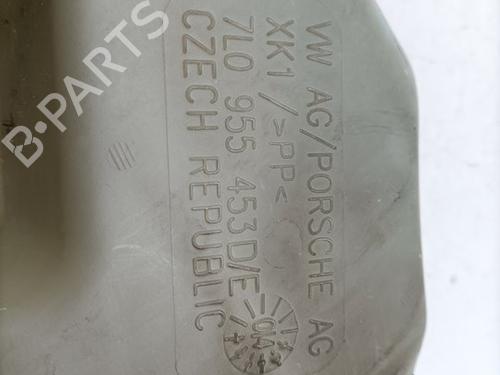 VW AG/PORSCHE AG
XK1 / >PP<
7L0 955 453D/E
CZECH REPUBLIC
B-PARTS